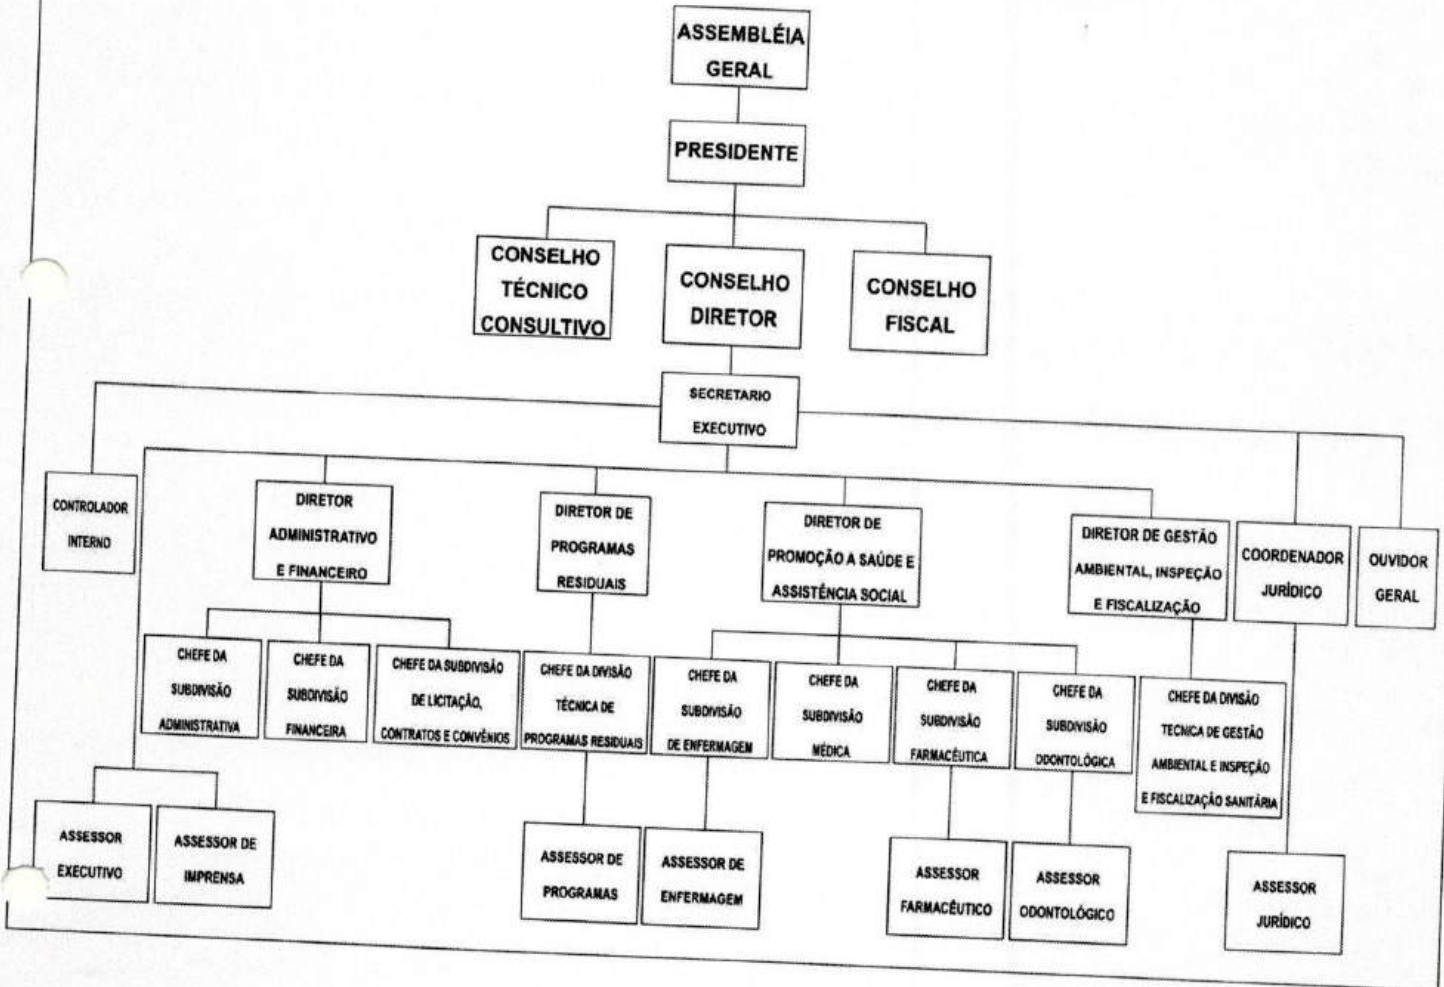 ASSEMBLÉIA
GERAL
PRESIDENTE
CONSELHO
TÉCNICO
CONSULTIVO
CONSELHO
DIRETOR
CONSELHO
FISCAL
SECRETARIO
EXECUTIVO
CONTROLADOR
INTERNO
DIRETOR
ADMINISTRATIVO
E FINANCEIRO
DIRETOR DE
PROGRAMAS
RESIDUAIS
DIRETOR DE
PROMOÇÃO A SAÚDE E
ASSISTÊNCIA SOCIAL
DIRETOR DE GESTÃO
AMBIENTAL, INSPEÇÃO
E FISCALIZAÇÃO
COORDENADOR
JURÍDICO
OUVIDOR
GERAL
CHEFE DA
SUBDIVISÃO
ADMINISTRATIVA
CHEFE DA
SUBDIVISÃO
FINANCEIRA
CHEFE DA SUBDIVISÃO
DE LICITAÇÃO,
CONTRATOS E CONVÊNIOS
CHEFE DA DIVISÃO
TÉCNICA DE
PROGRAMAS RESIDUAIS
CHEFE DA
SUBDIVISÃO
DE ENFERMAGEM
CHEFE DA
SUBDIVISÃO
MÉDICA
CHEFE DA
SUBDIVISÃO
FARMACÊUTICA
CHEFE DA
SUBDIVISÃO
ODONTOLÓGICA
CHEFE DA DIVISÃO
TECNICA DE GESTÃO
AMBIENTAL E INSPEÇÃO
E FISCALIZAÇÃO SANITÁRIA
ASSESSOR
EXECUTIVO
ASSESSOR DE
IMPRENSA
ASSESSOR DE
PROGRAMAS
ASSESSOR DE
ENFERMAGEM
ASSESSOR
FARMACÊUTICO
ASSESSOR
ODONTOLÓGICO
ASSESSOR
JURÍDICO